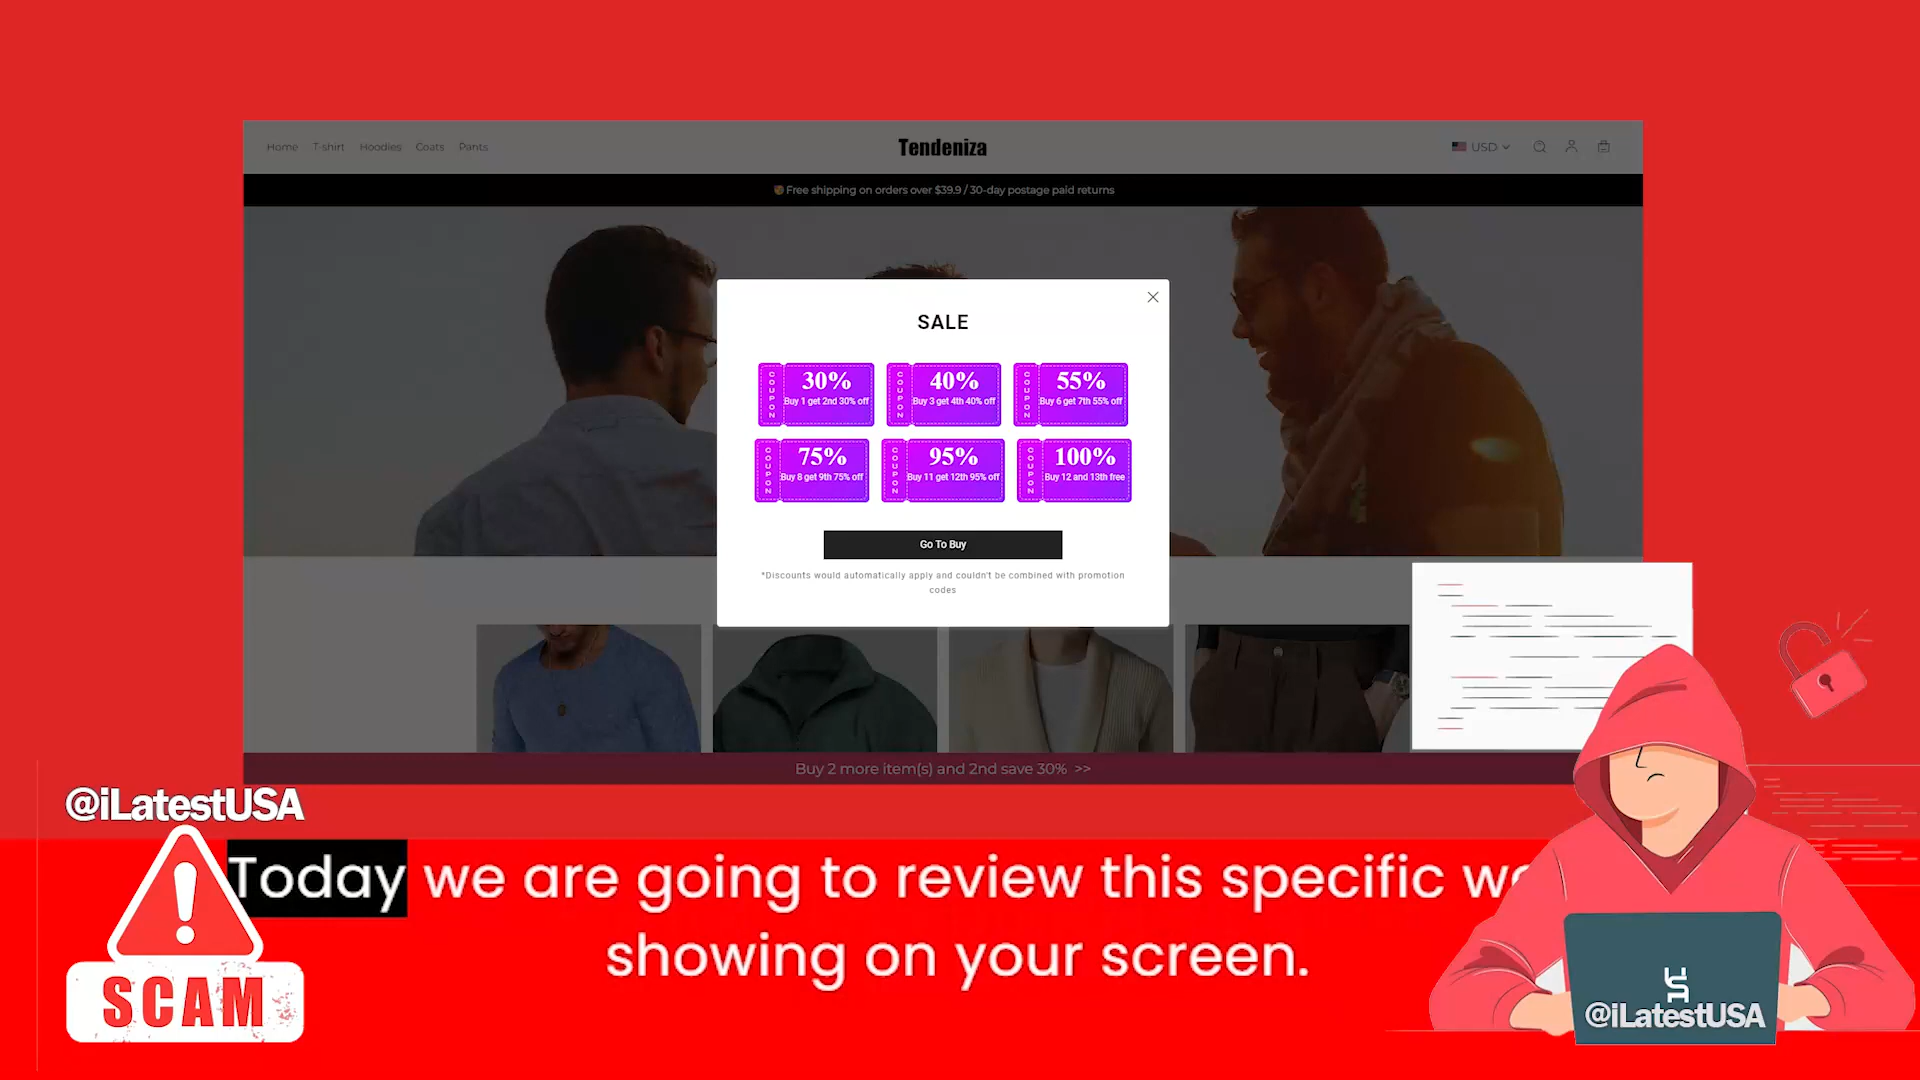 Home T-shirt Hoodies Coats Pants
Tendeniza
USD
Free shipping on orders over $39.9 / 30-day postage paid returns
SALE
COUPON 30% Buy 1 get 2nd 30% off
COUPON 40% Buy 3 get 4th 40% off
COUPON 55% Buy 6 get 7th 55% off
COUPON 75% Buy 8 get 9th 75% off
COUPON 95% Buy 11 get 12th 95% off
COUPON 100% Buy 12 and 13th free
Go To Buy
*Discounts would automatically apply and couldn't be combined with promotion
codes
Buy 2 more item(s) and 2nd save 30% >>
@iLatestUSA
SCAM
Today we are going to review this specific
showing on your screen.
@iLatestUSA